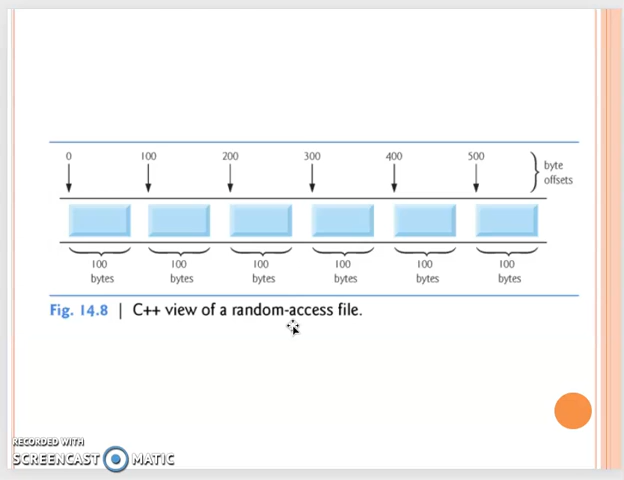 0 100 200 300 400 500
byte
offsets
100 100 100 100 100 100
bytes bytes bytes bytes bytes bytes
Fig. 14.8 | C++ view of a random-access file.
RECORDED WITH
SCREENCAST MATIC